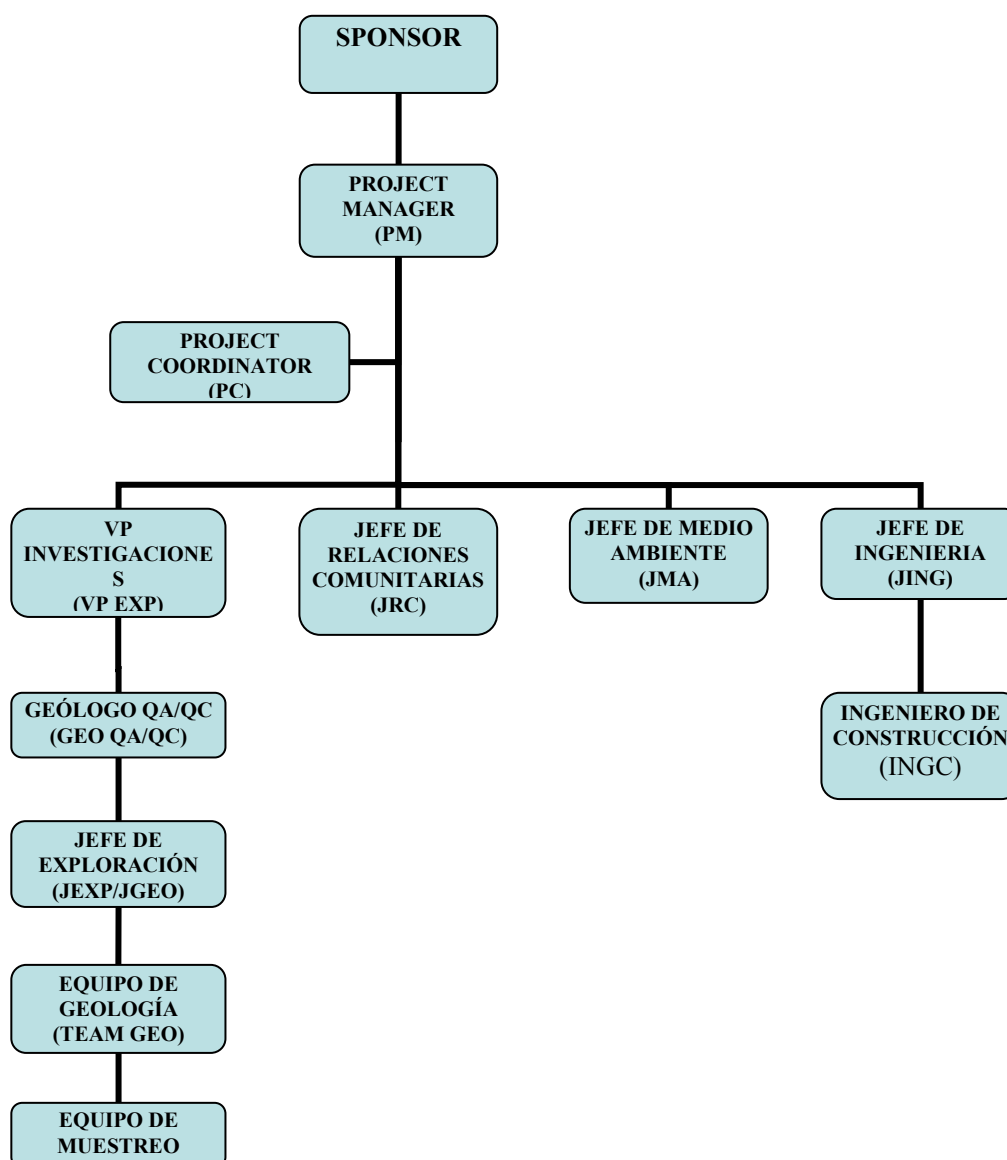 SPONSOR
PROJECT
MANAGER
(PM)
PROJECT
COORDINATOR
(PC)
VP
INVESTIGACIONE
S
(VP EXP)
JEFE DE
RELACIONES
COMUNITARIAS
(JRC)
JEFE DE MEDIO
AMBIENTE
(JMA)
JEFE DE
INGENIERIA
(JING)
GEÓLOGO QA/QC
(GEO QA/QC)
INGENIERO DE
CONSTRUCCIÓN
(INGC)
JEFE DE
EXPLORACIÓN
(JEXP/JGEO)
EQUIPO DE
GEOLOGÍA
(TEAM GEO)
EQUIPO DE
MUESTREO